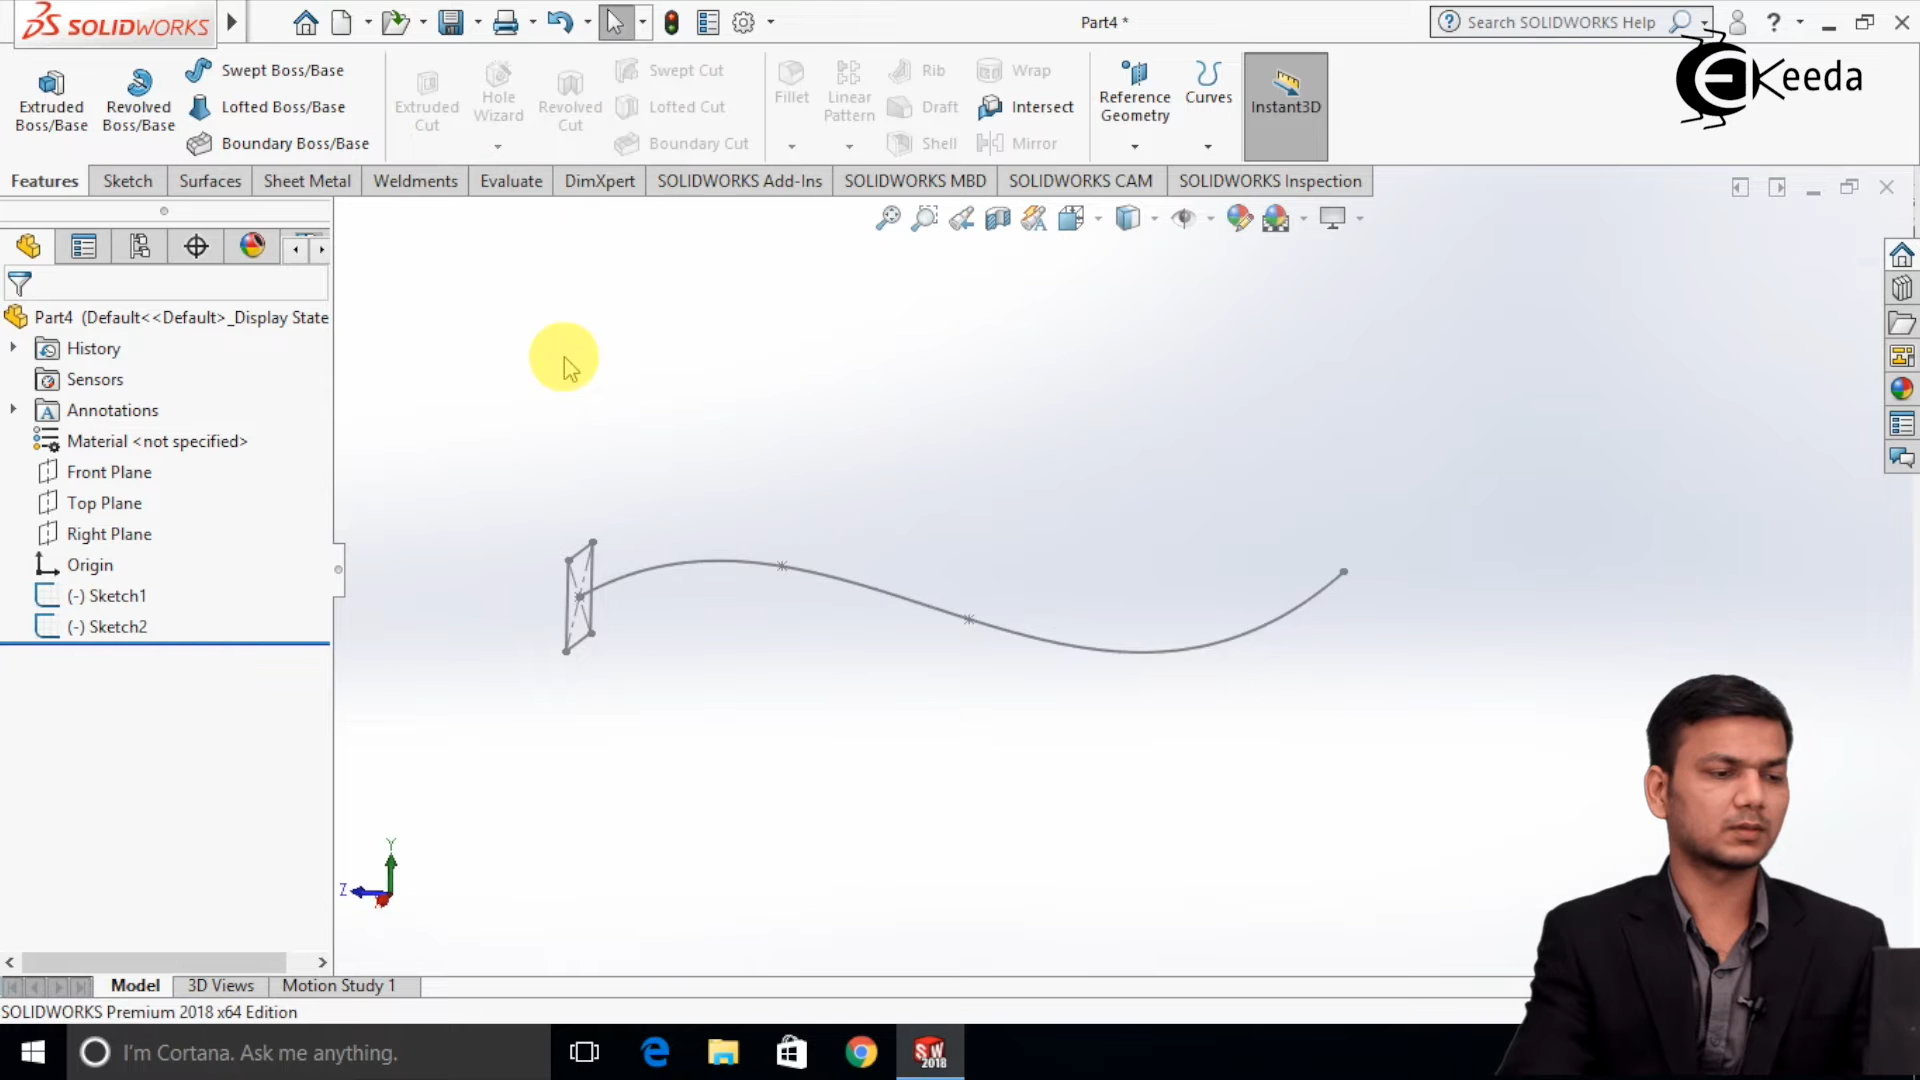 SOLIDWORKS
Part4 *
Search SOLIDWORKS Help
Keeda
Extruded Boss/Base
Revolved Boss/Base
Swept Boss/Base
Lofted Boss/Base
Boundary Boss/Base
Extruded Cut
Hole Wizard
Revolved Cut
Swept Cut
Lofted Cut
Boundary Cut
Fillet
Linear Pattern
Rib
Draft
Shell
Wrap
Intersect
Mirror
Reference Geometry
Curves
Instant3D
Features
Sketch
Surfaces
Sheet Metal
Weldments
Evaluate
DimXpert
SOLIDWORKS Add-Ins
SOLIDWORKS MBD
SOLIDWORKS CAM
SOLIDWORKS Inspection
Part4 (Default<<Default>_Display State
History
Sensors
Annotations
Material <not specified>
Front Plane
Top Plane
Right Plane
Origin
(-) Sketch1
(-) Sketch2
Y
Z
Model
3D Views
Motion Study 1
SOLIDWORKS Premium 2018 x64 Edition
I'm Cortana. Ask me anything.
SW
2018